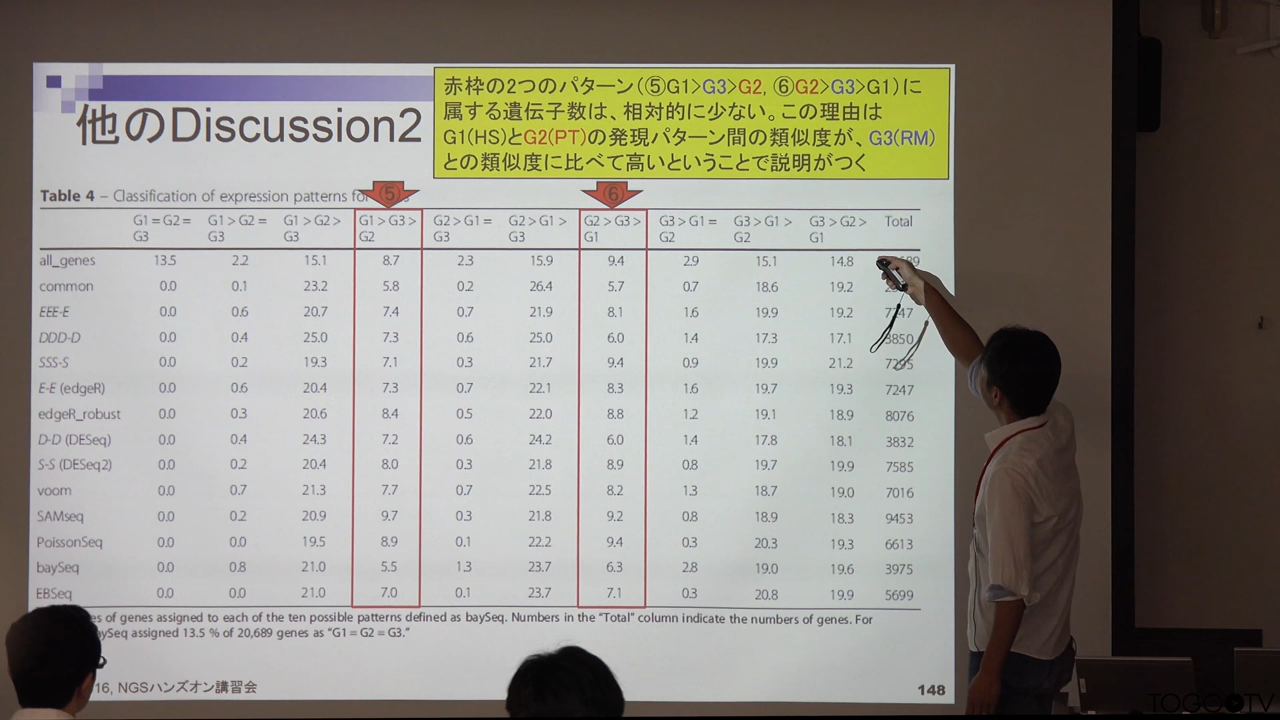 他のDiscussion2
赤枠の2つのパターン(⑤G1>G3>G2, ⑥G2>G3>G1)に
属する遺伝子数は、相対的に少ない。この理由は
G1(HS)とG2(PT)の発現パターン間の類似度が、G3(RM)
との類似度に比べて高いということで説明がつく
Table 4 – Classification of expression patterns
⑤ ⑥
G1 = G2 = G3 G1 > G2 = G3 G1 > G2 > G3 G1 > G3 > G2 G2 > G1 = G3 G2 > G1 > G3 G2 > G3 > G1 G3 > G1 = G2 G3 > G1 > G2 G3 > G2 > G1 Total
all_genes 13.5 2.2 15.1 8.7 2.3 15.9 9.4 2.9 15.1 14.8
common 0.0 0.1 23.2 5.8 0.2 26.4 5.7 0.7 18.6 19.2
EEE-E 0.0 0.6 20.7 7.4 0.7 21.9 8.1 1.6 19.9 19.2 7247
DDD-D 0.0 0.4 25.0 7.3 0.6 25.0 6.0 1.4 17.3 17.1 3850
SSS-S 0.0 0.2 19.3 7.1 0.3 21.7 9.4 0.9 19.9 21.2 7295
E-E (edgeR) 0.0 0.6 20.4 7.3 0.7 22.1 8.3 1.6 19.7 19.3 7247
edgeR_robust 0.0 0.3 20.6 8.4 0.5 22.0 8.8 1.2 19.1 18.9 8076
D-D (DESeq) 0.0 0.4 24.3 7.2 0.6 24.2 6.0 1.4 17.8 18.1 3832
S-S (DESeq2) 0.0 0.2 20.4 8.0 0.3 21.8 8.9 0.8 19.7 19.9 7585
voom 0.0 0.7 21.3 7.7 0.7 22.5 8.2 1.3 18.7 19.0 7016
SAMseq 0.0 0.2 20.9 9.7 0.3 21.8 9.2 0.8 18.9 18.3 9453
PoissonSeq 0.0 0.0 19.5 8.9 0.1 22.2 9.4 0.3 20.3 19.3 6613
baySeq 0.0 0.8 21.0 5.5 1.3 23.7 6.3 2.8 19.0 19.6 3975
EBSeq 0.0 0.0 21.0 7.0 0.1 23.7 7.1 0.3 20.8 19.9 5699
of genes assigned to each of the ten possible patterns defined as baySeq. Numbers in the "Total" column indicate the numbers of genes. For
baySeq assigned 13.5 % of 20,689 genes as "G1 = G2 = G3."
16, NGSハンズオン講習会
148
TOGOTV